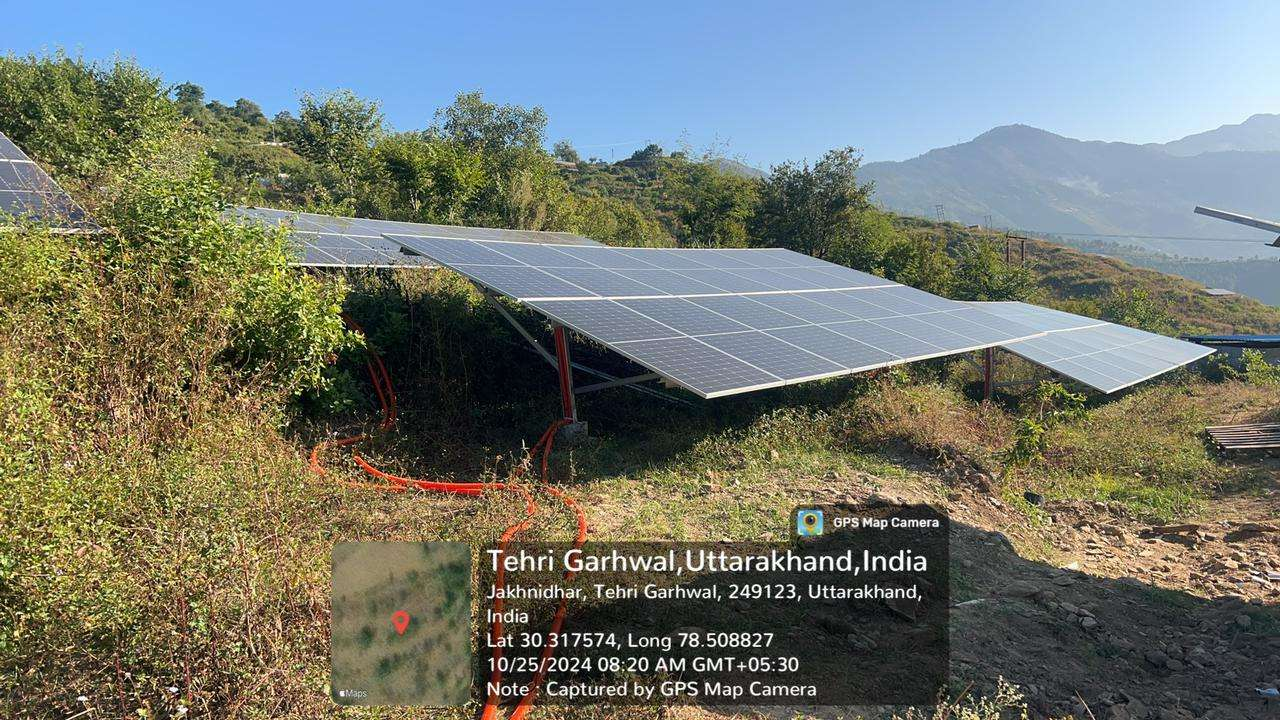 GPS Map Camera
Tehri Garhwal,Uttarakhand,India
Jakhnidhar, Tehri Garhwal, 249123, Uttarakhand,
India
Lat 30.317574, Long 78.508827
10/25/2024 08:20 AM GMT+05:30
Note : Captured by GPS Map Camera
Maps